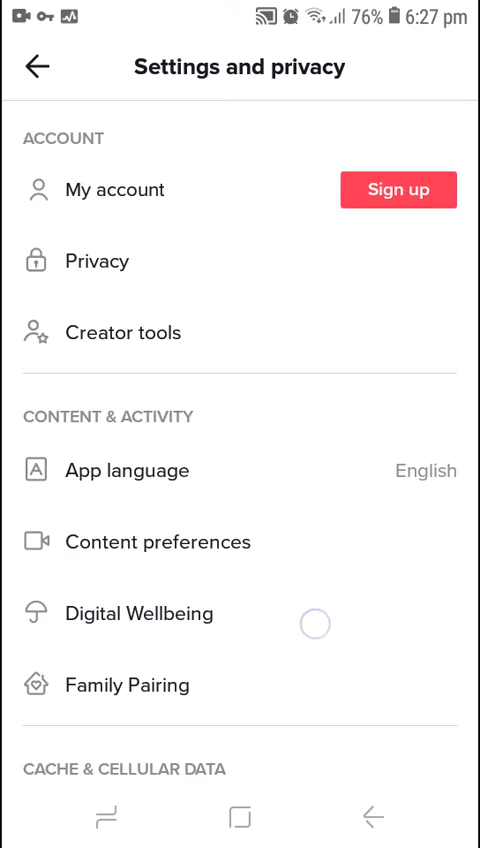 76% 6:27 pm
Settings and privacy
ACCOUNT
My account Sign up
Privacy
Creator tools
CONTENT & ACTIVITY
App language English
Content preferences
Digital Wellbeing
Family Pairing
CACHE & CELLULAR DATA